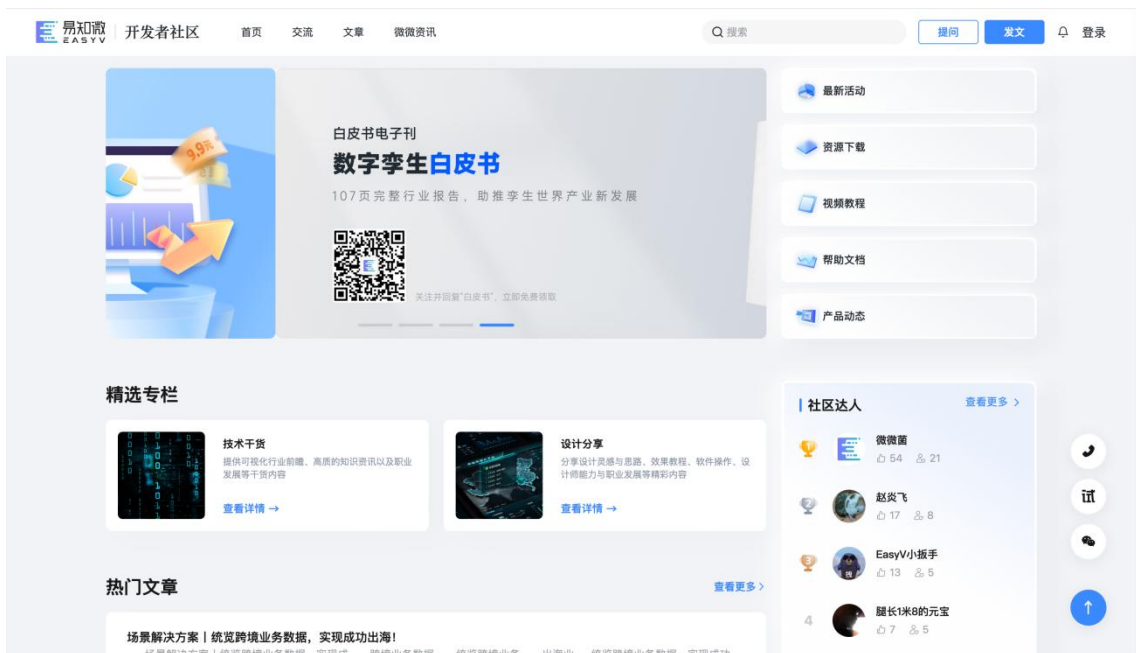 易知微
EASYV
开发者社区
首页
交流
文章
微微资讯
搜索
提问
发文
登录
9.9元
白皮书电子刊
数字孪生白皮书
107页完整行业报告，助推孪生世界产业新发展
关注并回复"白皮书"，立即免费领取
最新活动
资源下载
视频教程
帮助文档
产品动态
精选专栏
技术干货
提供可视化行业前瞻、高质的知识资讯以及职业
发展等干货内容
查看详情 →
设计分享
分享设计灵感与思路、效果教程、软件操作、设
计师能力与职业发展等精彩内容
查看详情 →
热门文章
查看更多 >
场景解决方案丨统览跨境业务数据，实现成功出海！
社区达人
查看更多 >
微微菌
54 21
2
赵炎飞
17 8
3
EasyV小扳手
13 5
4
腿长1米8的元宝
7 5
试